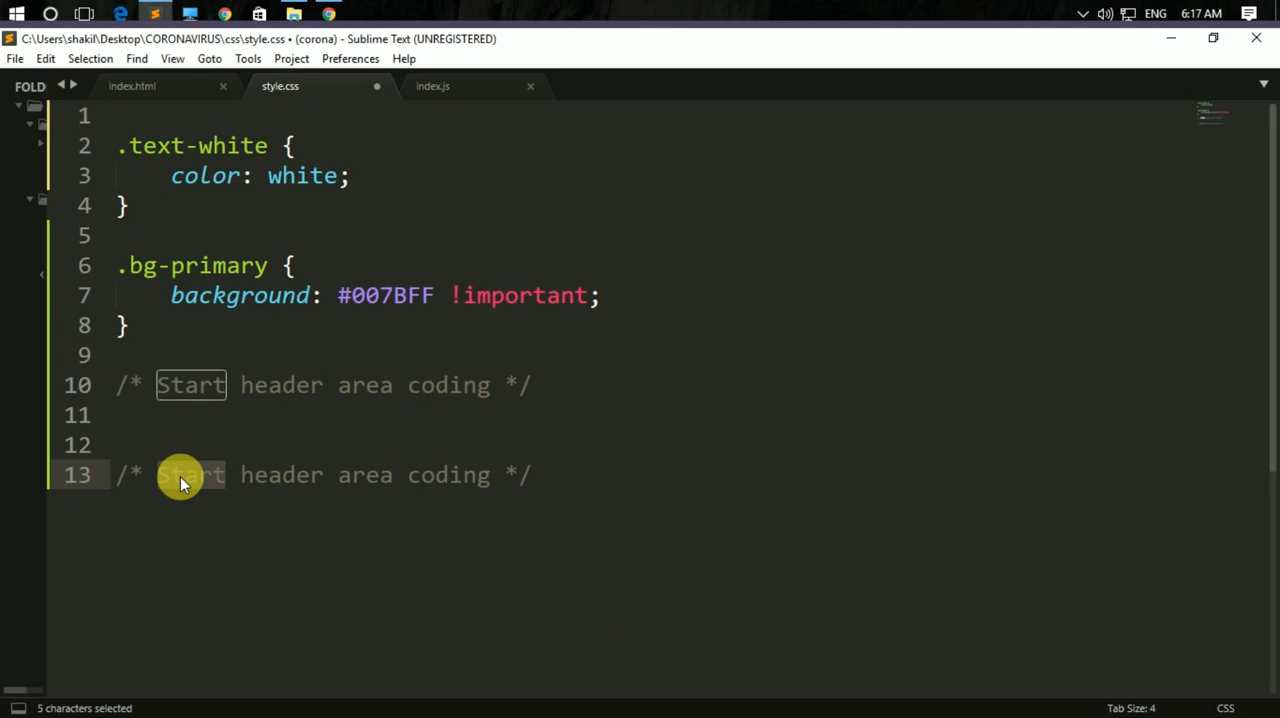 ENG 6:17 AM
C:\Users\shakil\Desktop\CORONAVIRUS\css\style.css • (corona) - Sublime Text (UNREGISTERED)
File Edit Selection Find View Goto Tools Project Preferences Help
FOLD index.html style.css index.js
1
2 .text-white {
3 color: white;
4 }
5
6 .bg-primary {
7 background: #007BFF !important;
8 }
9
10 /* Start header area coding */
11
12
13 /* Start header area coding */
5 characters selected Tab Size: 4 CSS